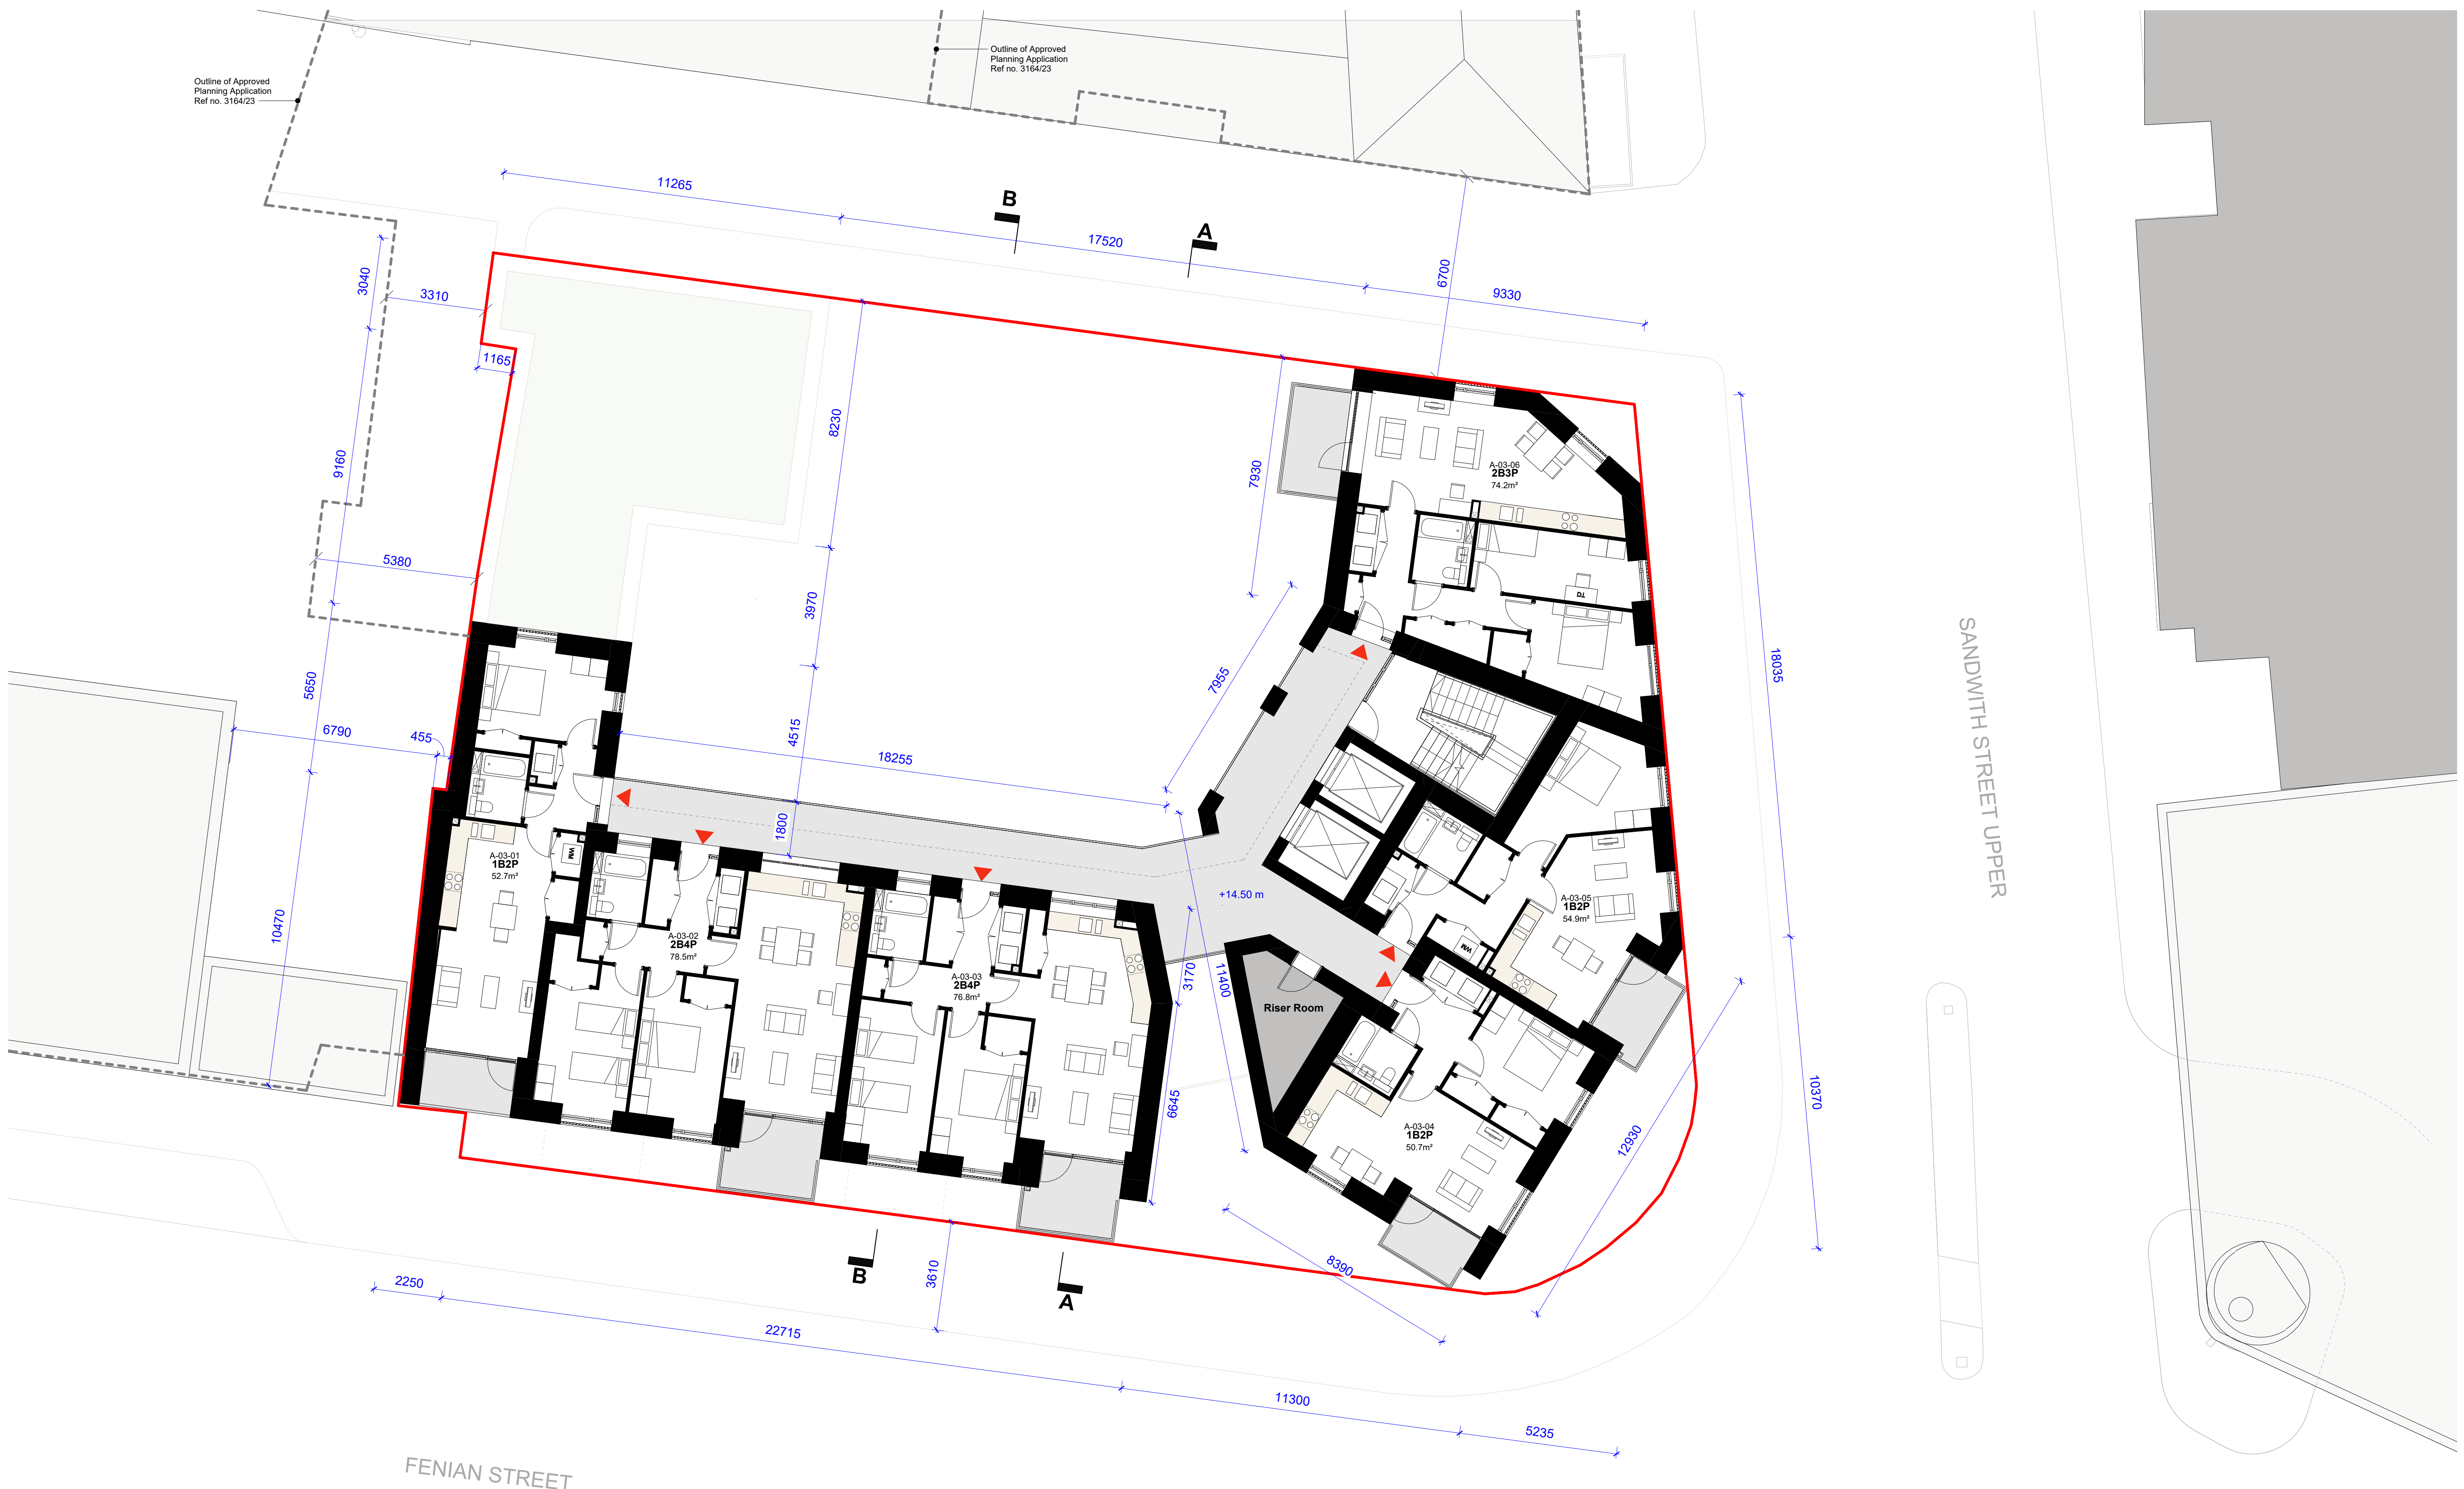 Outline of Approved
Planning Application
Ref no. 3164/23
Outline of Approved
Planning Application
Ref no. 3164/23
11265
B
A
17520
6700
9330
3040
3310
1165
8230
7930
9160
5380
3970
7955
18035
5650
6790
455
4515
18255
1800
10470
3170
11400
6645
12930
10370
8390
3610
2250
22715
11300
5235
A-03-06
2B3P
74.2m²
TD
A-03-01
1B2P
52.7m²
WM
A-03-02
2B4P
78.5m²
A-03-03
2B4P
76.8m²
+14.50 m
A-03-05
1B2P
54.9m²
WM
Riser Room
A-03-04
1B2P
50.7m²
B
A
SANDWITH STREET UPPER
FENIAN STREET